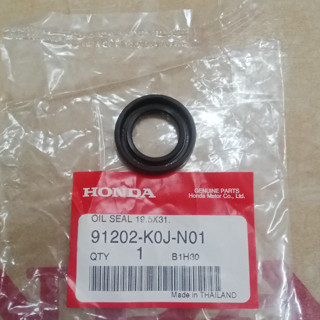 HONDA
GENUINE PARTS
Honda Motor Co., Ltd.
OIL SEAL 19.5X31.
91202-K0J-N01
QTY 1 B1H30
Made in THAILAND